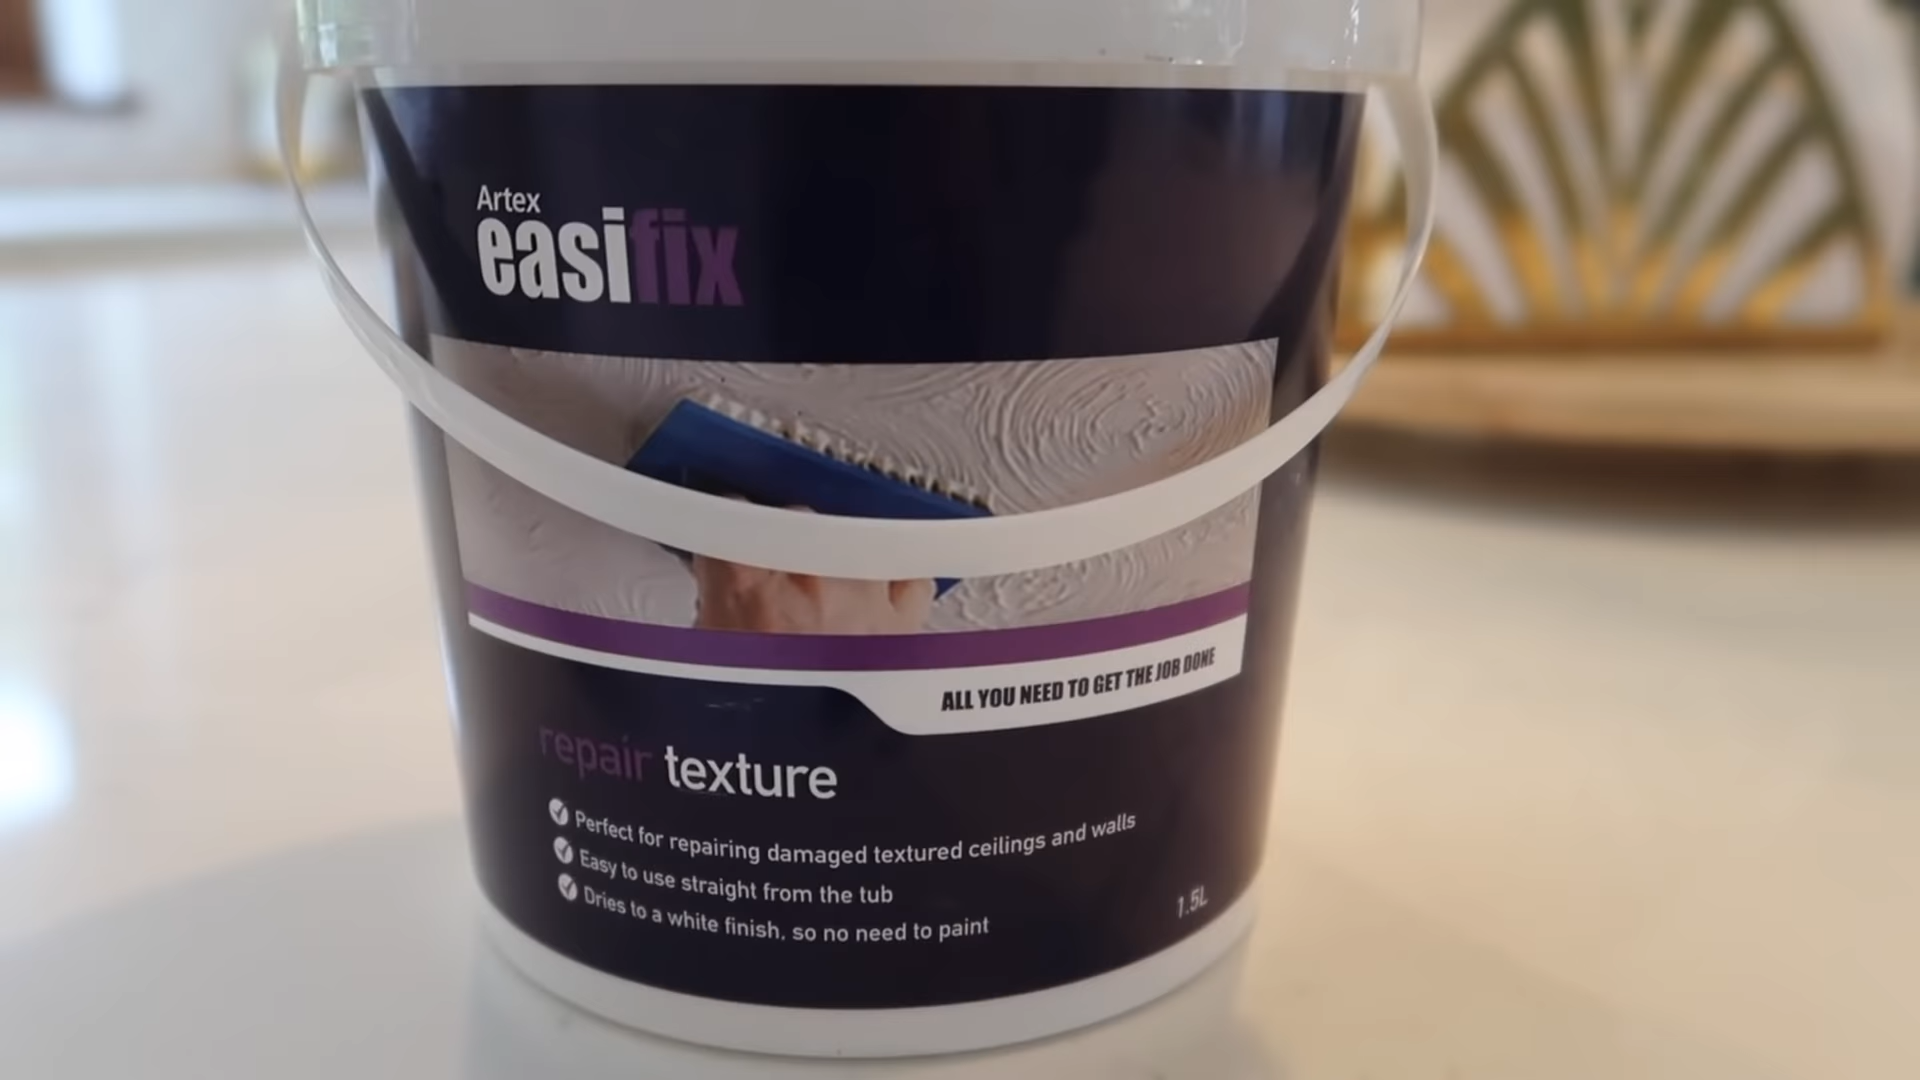 Artex
easifix
ALL YOU NEED TO GET THE JOB DONE
repair texture
Perfect for repairing damaged textured ceilings and walls
Easy to use straight from the tub
Dries to a white finish, so no need to paint
1.5L